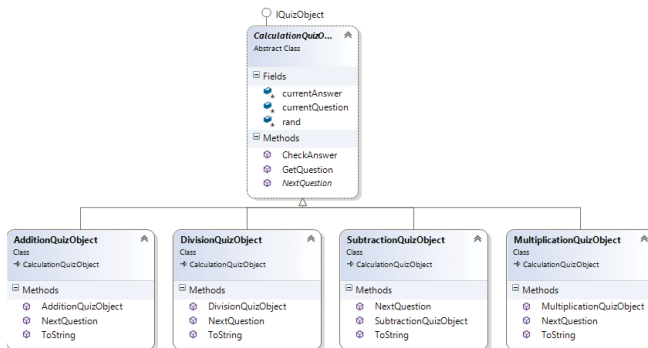 IQuizObject
CalculationQuizO...
Abstract Class
Fields
currentAnswer
currentQuestion
rand
Methods
CheckAnswer
GetQuestion
NextQuestion
AdditionQuizObject
Class
CalculationQuizObject
Methods
AdditionQuizObject
NextQuestion
ToString
DivisionQuizObject
Class
CalculationQuizObject
Methods
DivisionQuizObject
NextQuestion
ToString
SubtractionQuizObject
Class
CalculationQuizObject
Methods
NextQuestion
SubtractionQuizObject
ToString
MultiplicationQuizObject
Class
CalculationQuizObject
Methods
MultiplicationQuizObject
NextQuestion
ToString